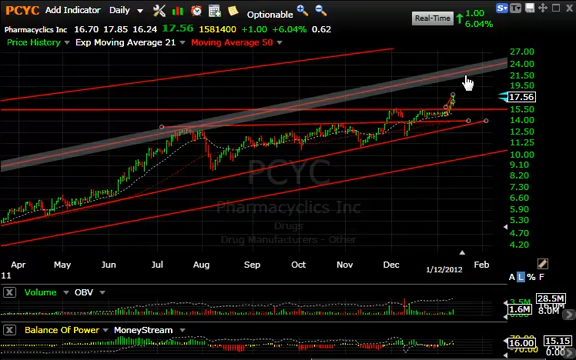 PCYC Add Indicator Daily Optionable
Pharmacyclics Inc 16.70 17.85 16.24 17.56 1581400 +1.00 +6.04% 0.62
Real-Time 1.00
6.04%
Price History Exp Moving Average 21 Moving Average 50
27.00
24.00
21.50
19.50
17.56
15.50
14.00
12.50
11.25
10.00
9.10
8.20
7.30
6.60
5.90
5.30
4.70
4.20
PCYC
Pharmacyclics Inc
Drugs
Drug Manufacturers - Other
Apr May Jun Jul Aug Sep Oct Nov Dec 1/12/2012 Feb
11 A L % F
Volume OBV
28.5M
1.6M 8.0M
Balance Of Power MoneyStream
16.00 15.15